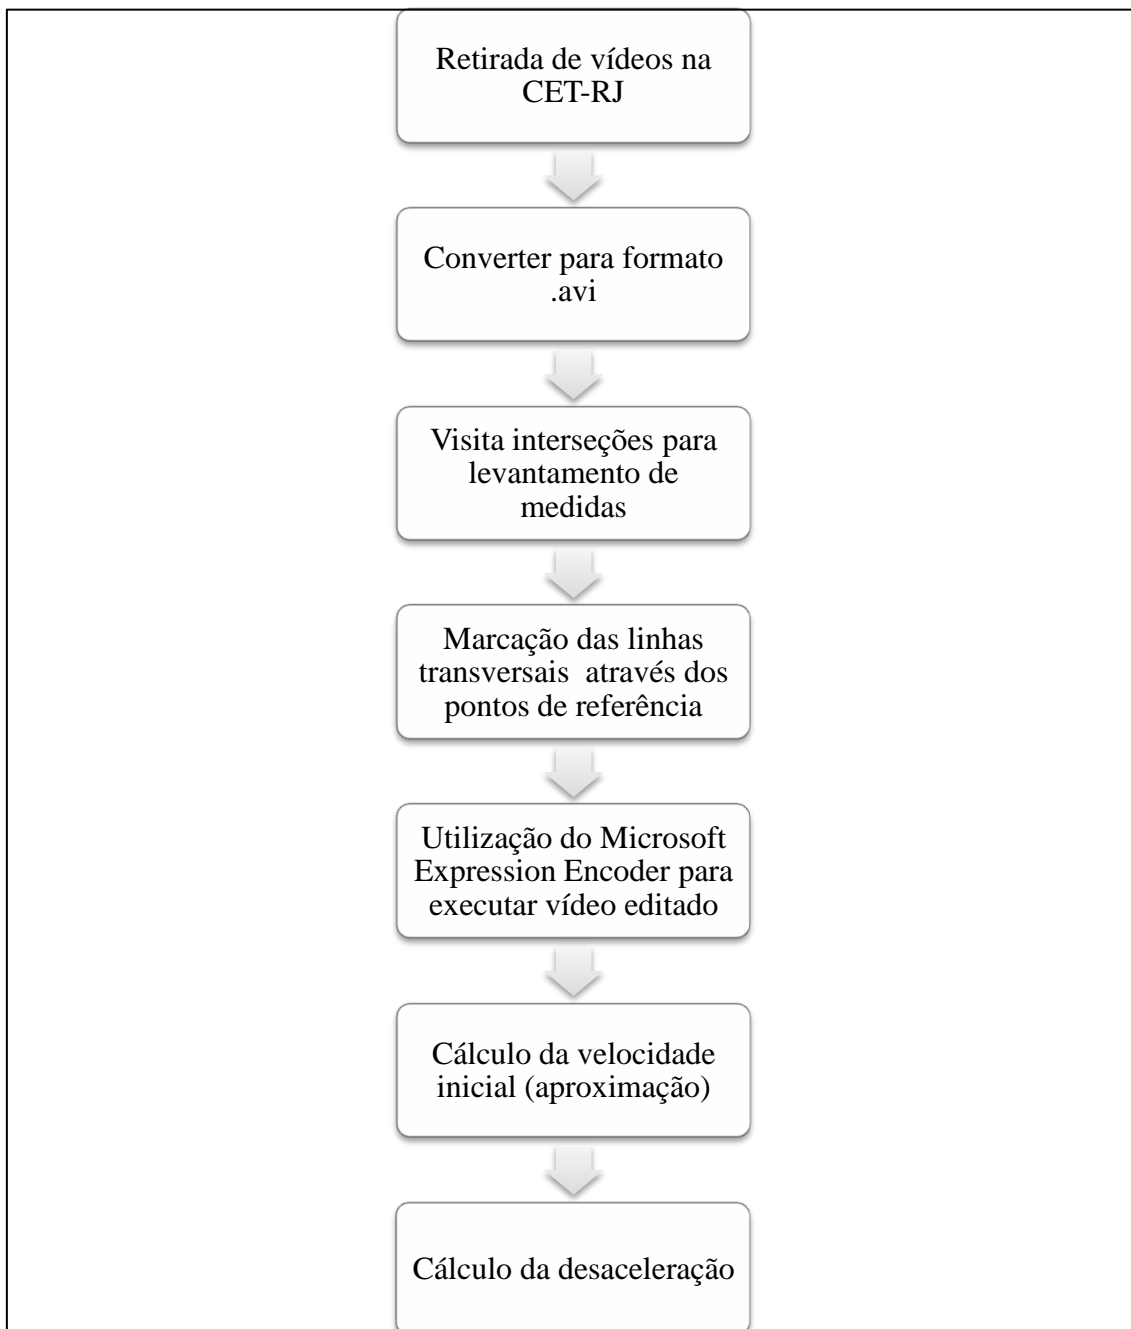 Retirada de vídeos na
CET-RJ
Converter para formato
.avi
Visita interseções para
levantamento de
medidas
Marcação das linhas
transversais  através dos
pontos de referência
Utilização do Microsoft
Expression Encoder para
executar vídeo editado
Cálculo da velocidade
inicial (aproximação)
Cálculo da desaceleração